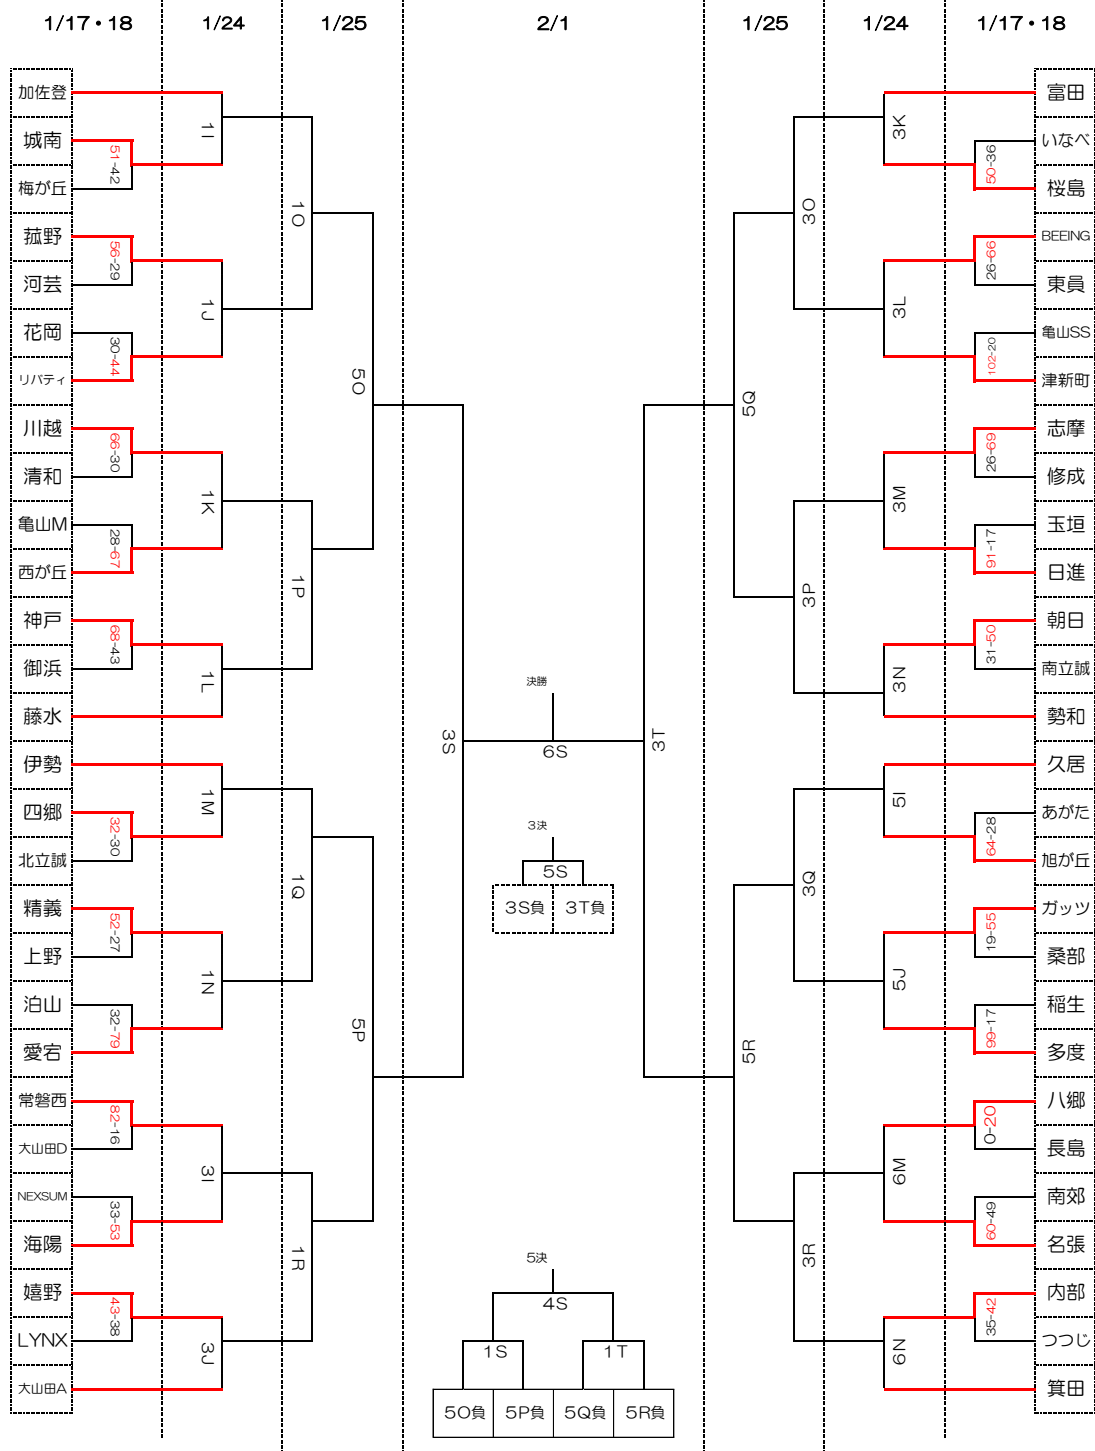 1/17・18 1/24 1/25 2/1 1/25 1/24 1/17・18
加佐登
城南
51-42
梅が丘
菰野
56-29
河芸
花岡
30-44
リバティ
川越
66-30
清和
亀山M
28-67
西が丘
神戸
68-43
御浜
藤水
伊勢
四郷
32-30
北立誠
精義
52-27
上野
泊山
32-79
愛宕
常磐西
82-16
大山田D
NEXSUM
33-53
海陽
嬉野
43-38
LYNX
大山田A
1I
1J
1K
1L
1M
1N
3I
3J
1O
1P
1Q
1R
5O
5P
3S
決勝
6S
3決
5S
3S負 3T負
5決
4S
1S 1T
5O負 5P負 5Q負 5R負
3T
5Q
5R
3O
3P
3Q
3R
3K
3L
3M
3N
5I
5J
6M
6N
富田
いなべ
50-36
桜島
BEEING
26-66
東員
亀山SS
102-20
津新町
志摩
26-69
修成
玉垣
91-17
日進
朝日
31-50
南立誠
勢和
久居
あがた
64-28
旭が丘
ガッツ
19-55
桑部
稲生
99-17
多度
八郷
0-20
長島
南郊
60-49
名張
内部
35-42
つつじ
箕田